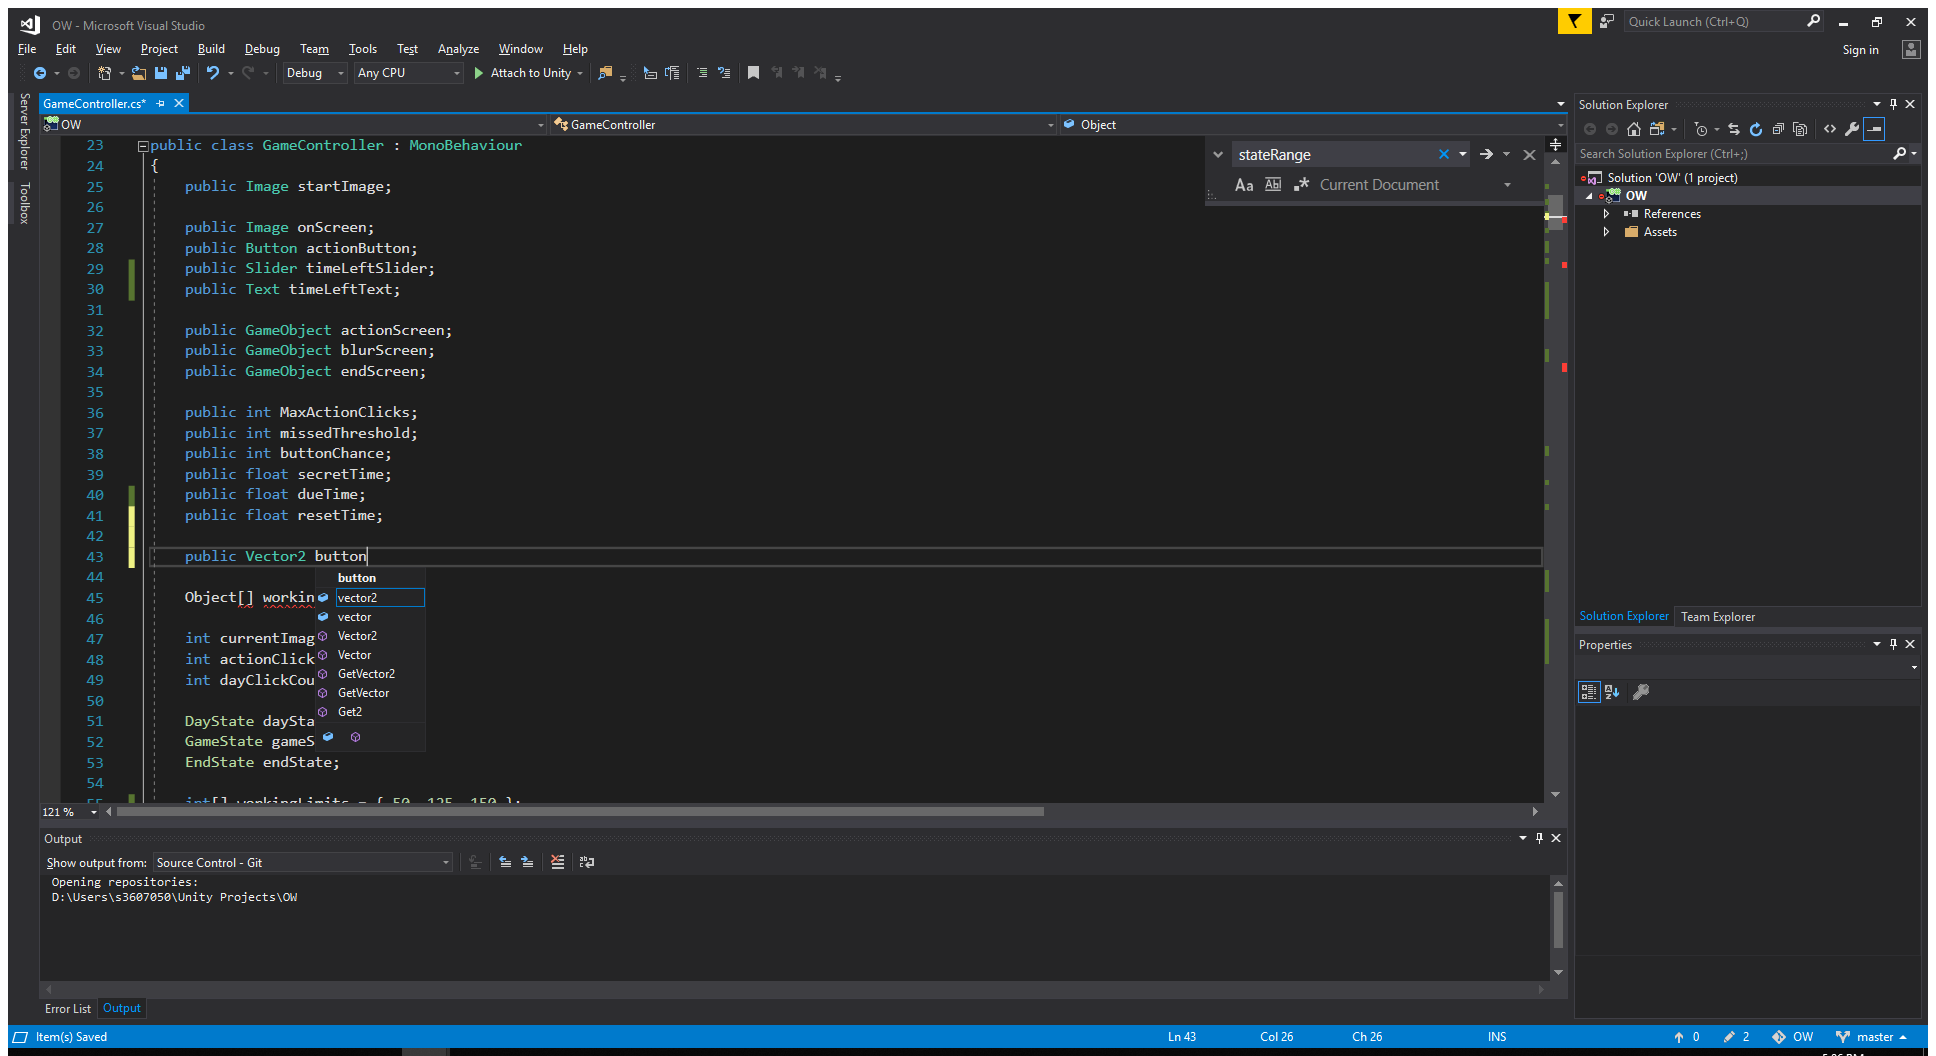 OW - Microsoft Visual Studio
Quick Launch (Ctrl+Q)
File Edit View Project Build Debug Team Tools Test Analyze Window Help
Sign in
Debug Any CPU Attach to Unity
Server Explorer
Toolbox
GameController.cs*
OW GameController Object
23 public class GameController : MonoBehaviour
24 {
25 public Image startImage;
26
27 public Image onScreen;
28 public Button actionButton;
29 public Slider timeLeftSlider;
30 public Text timeLeftText;
31
32 public GameObject actionScreen;
33 public GameObject blurScreen;
34 public GameObject endScreen;
35
36 public int MaxActionClicks;
37 public int missedThreshold;
38 public int buttonChance;
39 public float secretTime;
40 public float dueTime;
41 public float resetTime;
42
43 public Vector2 button
44
45 Object[] workin
46
47 int currentImag
48 int actionClick
49 int dayClickCou
50
51 DayState daySta
52 GameState gameS
53 EndState endState;
54
55 int[] workingLimits = { 50, 125, 150 };
button
vector2
vector
Vector2
Vector
GetVector2
GetVector
Get2
stateRange
Aa Abl .* Current Document
121 %
Output
Show output from: Source Control - Git
Opening repositories:
D:\Users\s3607050\Unity Projects\OW
Error List Output
Solution Explorer
Search Solution Explorer (Ctrl+;)
Solution 'OW' (1 project)
OW
References
Assets
Solution Explorer Team Explorer
Properties
Item(s) Saved Ln 43 Col 26 Ch 26 INS 0 2 OW master